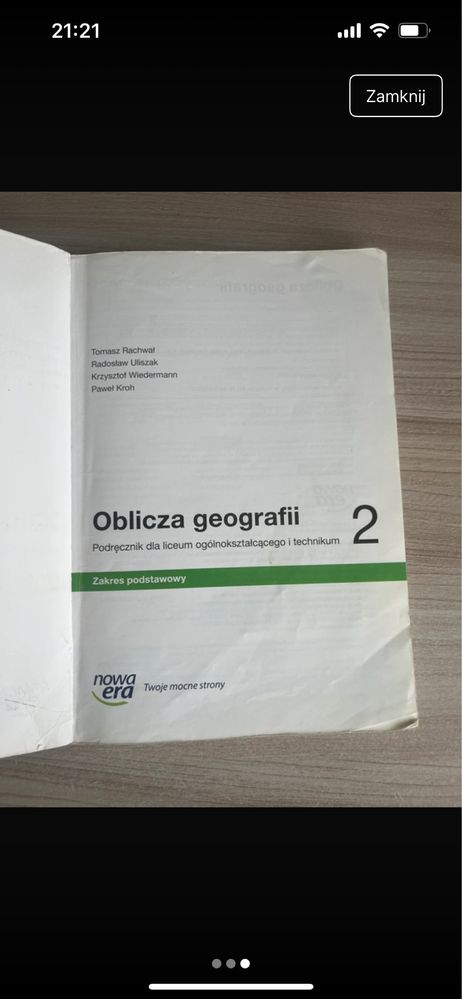 21:21
Zamknij
Tomasz Rachwał
Radosław Uliszak
Krzysztof Wiedermann
Paweł Kroh
Oblicza geografii 2
Podręcznik dla liceum ogólnokształcącego i technikum
Zakres podstawowy
nowa
era Twoje mocne strony